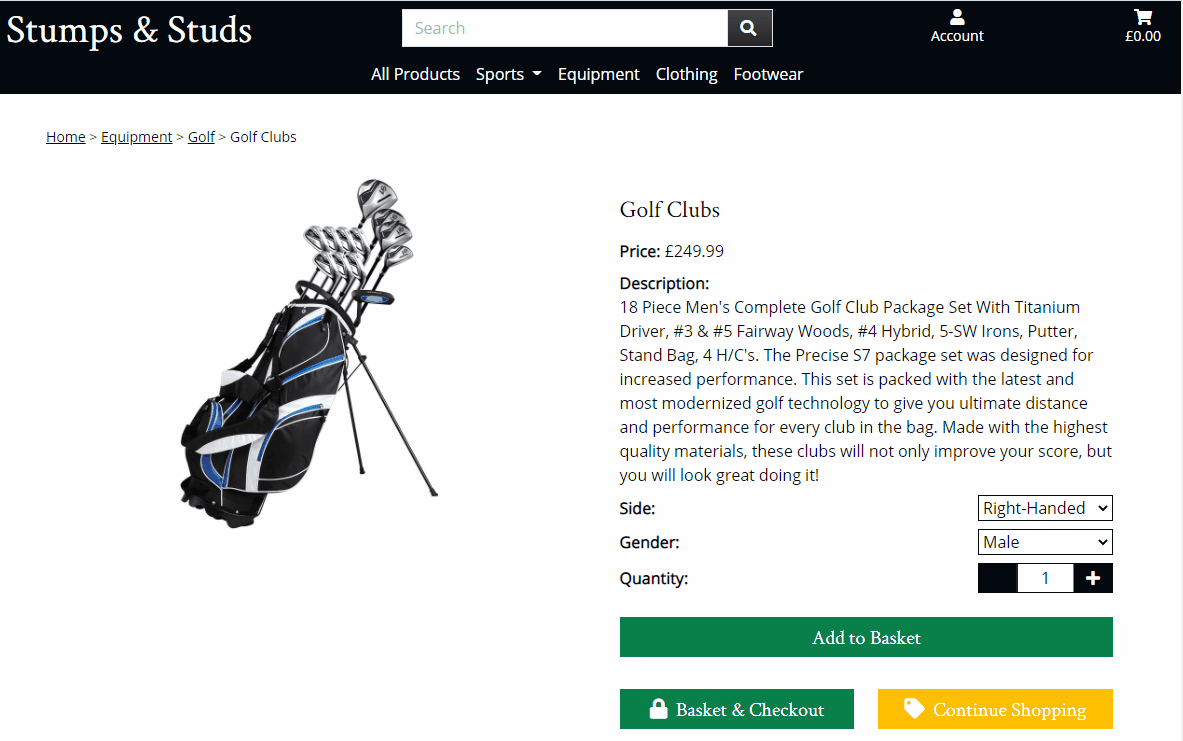 Stumps & Studs
Search
Account
£0.00
All Products Sports Equipment Clothing Footwear
Home > Equipment > Golf > Golf Clubs
Golf Clubs
Price: £249.99
Description:
18 Piece Men's Complete Golf Club Package Set With Titanium
Driver, #3 & #5 Fairway Woods, #4 Hybrid, 5-SW Irons, Putter,
Stand Bag, 4 H/C's. The Precise S7 package set was designed for
increased performance. This set is packed with the latest and
most modernized golf technology to give you ultimate distance
and performance for every club in the bag. Made with the highest
quality materials, these clubs will not only improve your score, but
you will look great doing it!
Side: Right-Handed
Gender: Male
Quantity: 1 +
Add to Basket
Basket & Checkout Continue Shopping